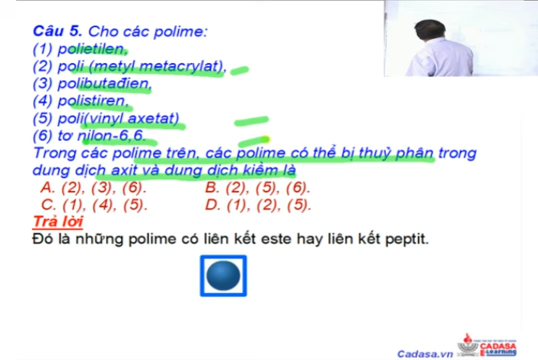 Câu 5. Cho các polime:
(1) polietilen,
(2) poli (metyl metacrylat),
(3) polibutađien,
(4) polistiren,
(5) poli(vinyl axetat)
(6) tơ nilon-6,6.
Trong các polime trên, các polime có thể bị thuỷ phân trong
dung dịch axit và dung dịch kiềm là
A. (2), (3), (6). B. (2), (5), (6).
C. (1), (4), (5). D. (1), (2), (5).
Trả lời
Đó là những polime có liên kết este hay liên kết peptit.
Cadasa.vn
CADASA
E-Learning